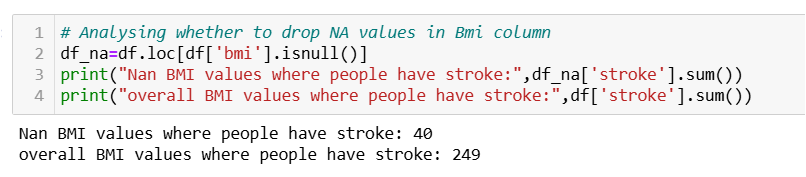 1 # Analysing whether to drop NA values in Bmi column
2 df_na=df.loc[df['bmi'].isnull()]
3 print("Nan BMI values where people have stroke:",df_na['stroke'].sum())
4 print("overall BMI values where people have stroke:",df['stroke'].sum())
Nan BMI values where people have stroke: 40
overall BMI values where people have stroke: 249